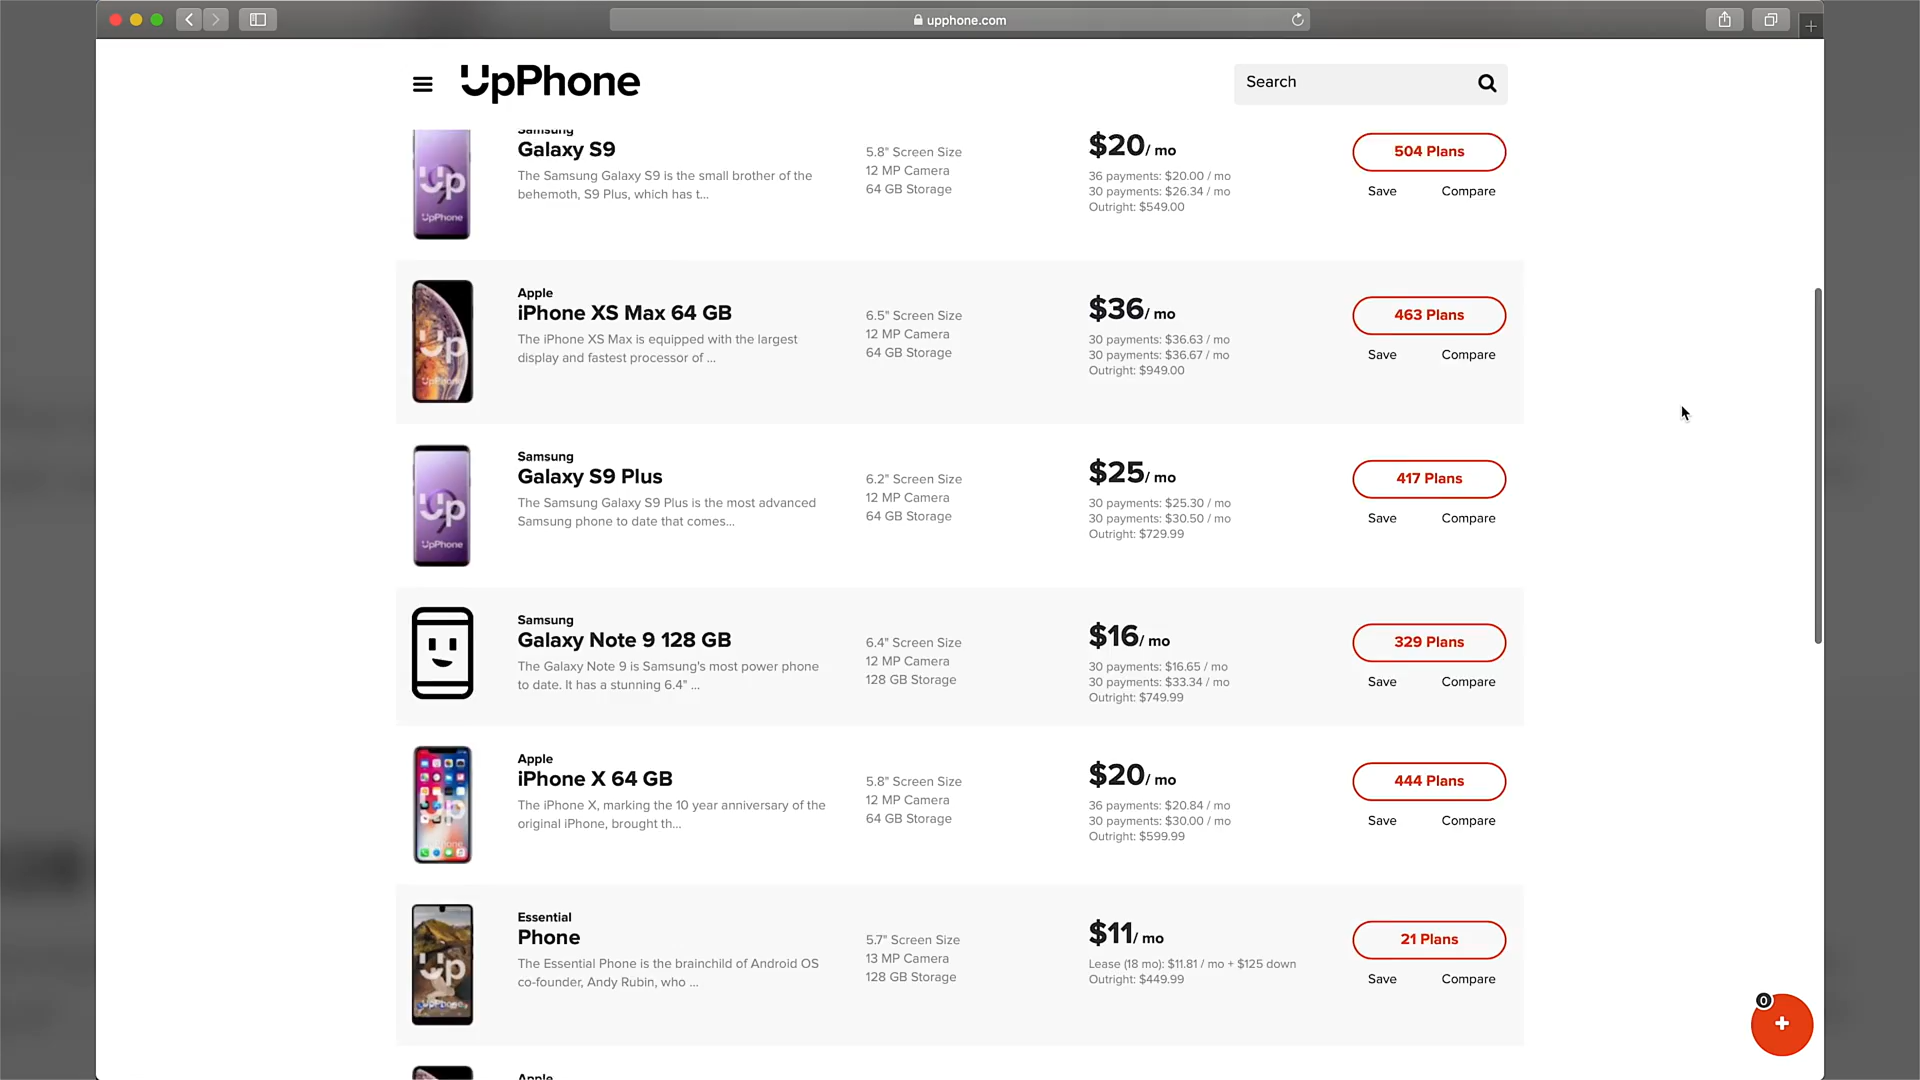 upphone.com
UpPhone
Search
Samsung
Galaxy S9
The Samsung Galaxy S9 is the small brother of the
behemoth, S9 Plus, which has t...
5.8" Screen Size
12 MP Camera
64 GB Storage
$20/ mo
36 payments: $20.00 / mo
30 payments: $26.34 / mo
Outright: $549.00
504 Plans
Save Compare
Up
UpPhone
Apple
iPhone XS Max 64 GB
The iPhone XS Max is equipped with the largest
display and fastest processor of ...
6.5" Screen Size
12 MP Camera
64 GB Storage
$36/ mo
30 payments: $36.63 / mo
30 payments: $36.67 / mo
Outright: $949.00
463 Plans
Save Compare
Up
UpPhone
Samsung
Galaxy S9 Plus
The Samsung Galaxy S9 Plus is the most advanced
Samsung phone to date that comes...
6.2" Screen Size
12 MP Camera
64 GB Storage
$25/ mo
30 payments: $25.30 / mo
30 payments: $30.50 / mo
Outright: $729.99
417 Plans
Save Compare
Up
UpPhone
Samsung
Galaxy Note 9 128 GB
The Galaxy Note 9 is Samsung's most power phone
to date. It has a stunning 6.4" ...
6.4" Screen Size
12 MP Camera
128 GB Storage
$16/ mo
30 payments: $16.65 / mo
30 payments: $33.34 / mo
Outright: $749.99
329 Plans
Save Compare
Apple
iPhone X 64 GB
The iPhone X, marking the 10 year anniversary of the
original iPhone, brought th...
5.8" Screen Size
12 MP Camera
64 GB Storage
$20/ mo
36 payments: $20.84 / mo
30 payments: $30.00 / mo
Outright: $599.99
444 Plans
Save Compare
Up
Essential
Phone
The Essential Phone is the brainchild of Android OS
co-founder, Andy Rubin, who ...
5.7" Screen Size
13 MP Camera
128 GB Storage
$11/ mo
Lease (18 mo): $11.81 / mo + $125 down
Outright: $449.99
21 Plans
Save Compare
Up
UpPhone
0
Apple